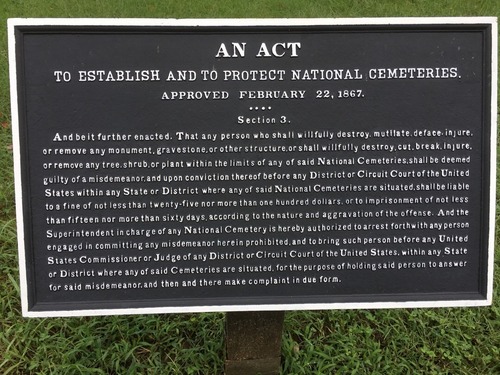 AN ACT
TO ESTABLISH AND TO PROTECT NATIONAL CEMETERIES.
APPROVED FEBRUARY 22, 1867.
Section 3.
And be it further enacted, That any person who shall willfully destroy, mutilate, deface, injure,
or remove any monument, gravestone, or other structure, or shall willfully destroy, cut, break, injure,
or remove any tree, shrub, or plant within the limits of any of said National Cemeteries, shall be deemed
guilty of a misdemeanor, and upon conviction thereof before any District or Circuit Court of the United
States within any State or District where any of said National Cemeteries are situated, shall be liable
to a fine of not less than twenty-five nor more than one hundred dollars, or to imprisonment of not less
than fifteen nor more than sixty days, according to the nature and aggravation of the offense. And the
Superintendent in charge of any National Cemetery is hereby authorized to arrest forthwith any person
engaged in committing any misdemeanor herein prohibited, and to bring such person before any United
States Commissioner or Judge of any District or Circuit Court of the United States, within any State
or District where any of said Cemeteries are situated, for the purpose of holding said person to answer
for said misdemeanor, and then and there make complaint in due form.